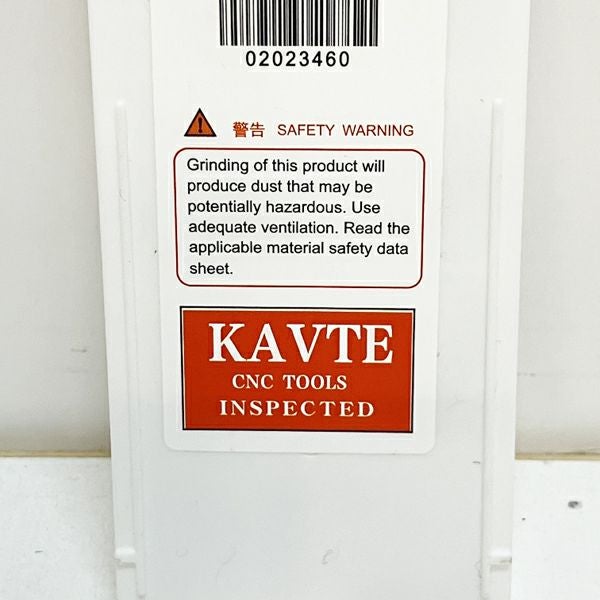 02023460
警告 SAFETY WARNING
Grinding of this product will
produce dust that may be
potentially hazardous. Use
adequate ventilation. Read the
applicable material safety data
sheet.
KAVTE
CNC TOOLS
INSPECTED